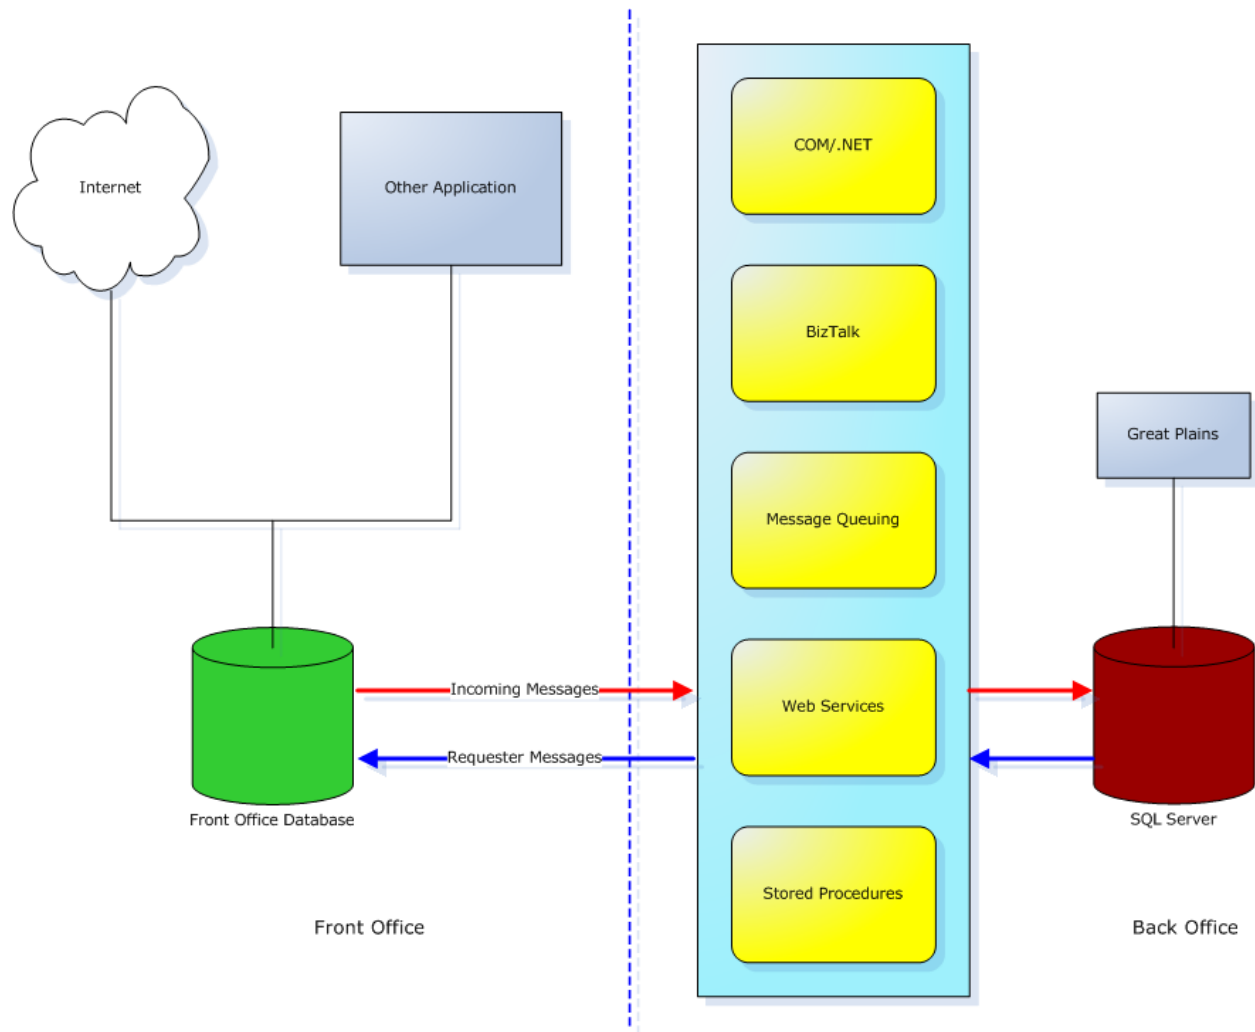 COM/.NET
Internet
Other Application
BizTalk
Great Plains
Message Queuing
Incoming Messages
Web Services
Requester Messages
Front Office Database
SQL Server
Stored Procedures
Front Office
Back Office